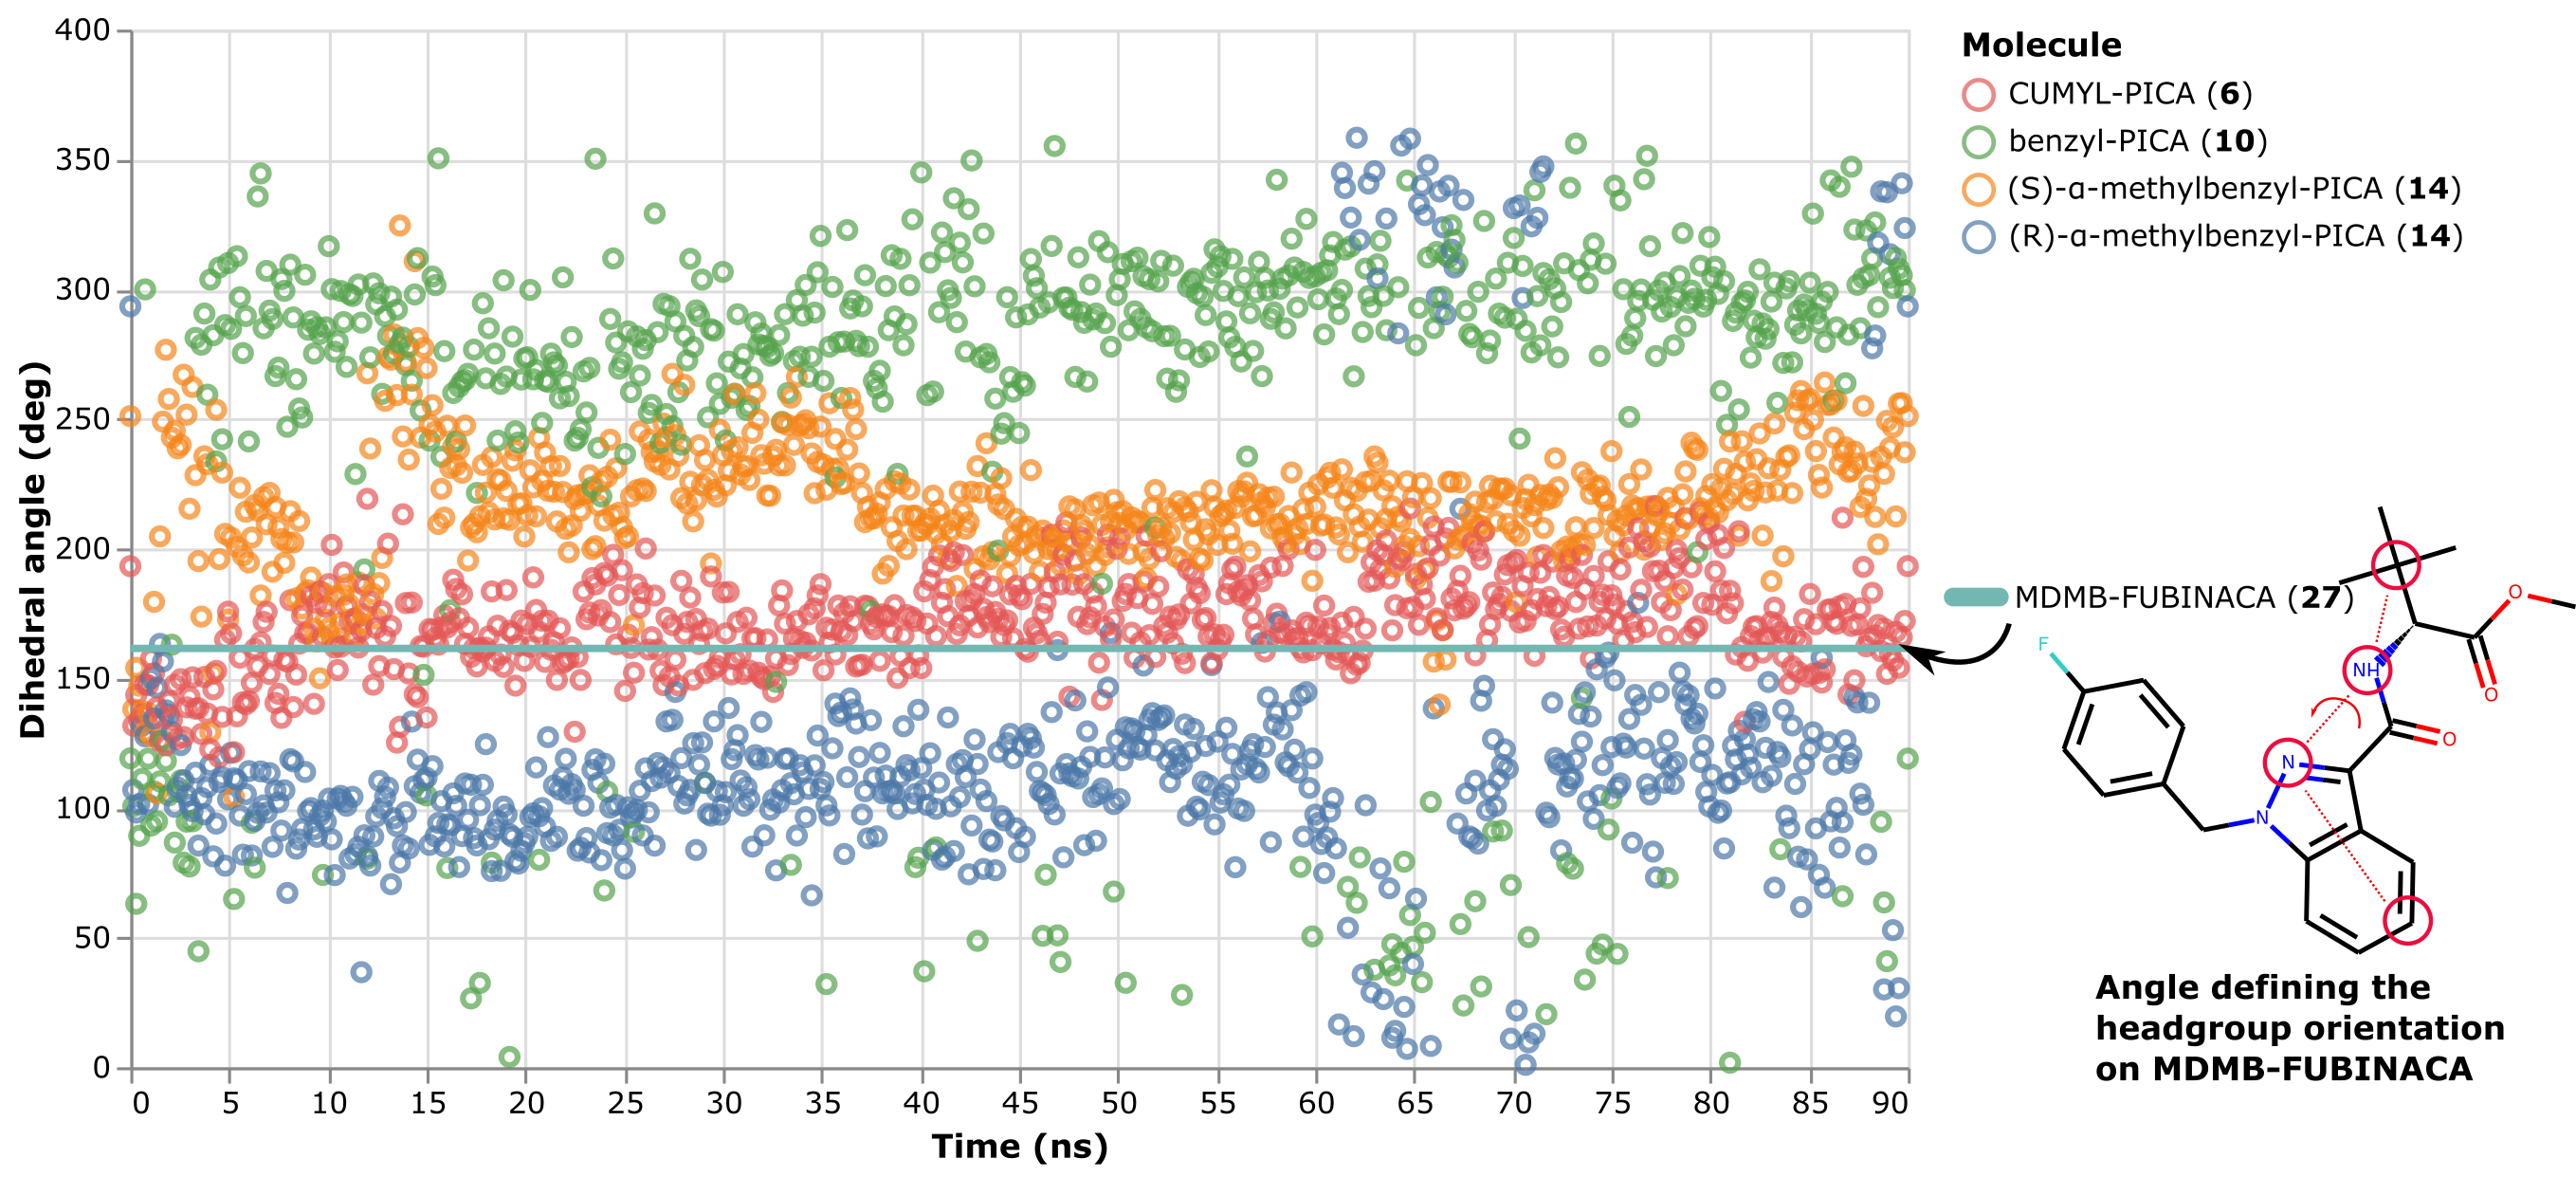 400
350
300
250
200
150
100
50
0
Dihedral angle (deg)
0 5 10 15 20 25 30 35 40 45 50 55 60 65 70 75 80 85 90
Time (ns)
Molecule
CUMYL-PICA (6)
benzyl-PICA (10)
(S)-α-methylbenzyl-PICA (14)
(R)-α-methylbenzyl-PICA (14)
MDMB-FUBINACA (27)
O
F
NH
O
O
N
N
Angle defining the
headgroup orientation
on MDMB-FUBINACA